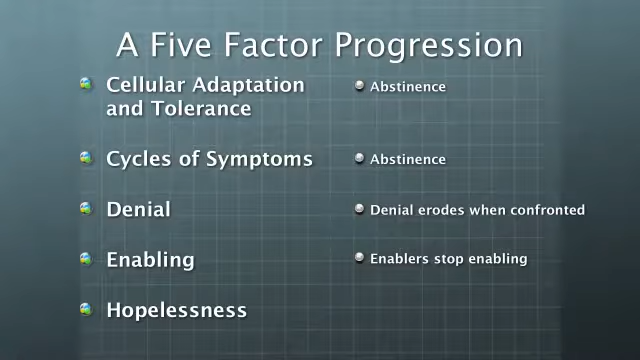 A Five Factor Progression
Cellular Adaptation
and Tolerance
Abstinence
Cycles of Symptoms
Abstinence
Denial
Denial erodes when confronted
Enabling
Enablers stop enabling
Hopelessness